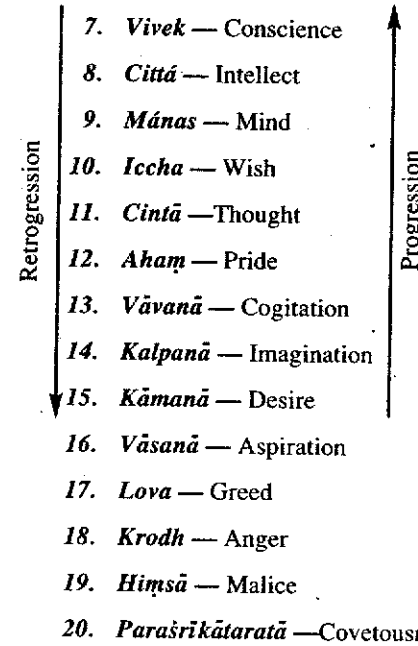 7. Vivek — Conscience
8. Cittá — Intellect
9. Mánas — Mind
10. Iccha — Wish
11. Cintā —Thought
12. Ahaṃ — Pride
13. Vāvanā — Cogitation
14. Kalpanā — Imagination
15. Kāmanā — Desire
16. Vāsanā — Aspiration
17. Lova — Greed
18. Krodh — Anger
19. Hiṃsā — Malice
20. Paraśrīkātaratā —
Retrogression
Progression